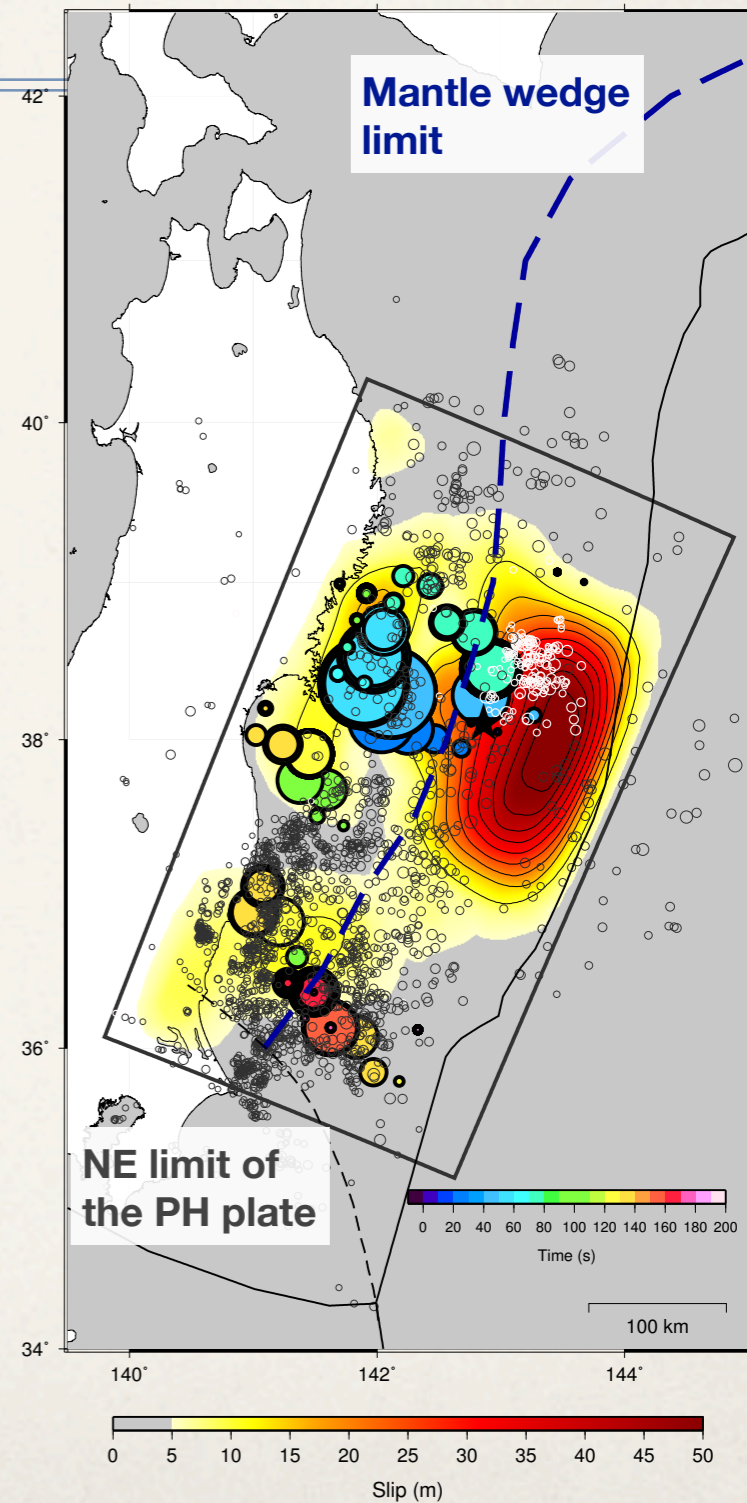 Mantle wedge
limit
42˚
40˚
38˚
36˚
34˚
NE limit of
the PH plate
0 20 40 60 80 100 120 140 160 180 200
Time (s)
100 km
140˚ 142˚ 144˚
0 5 10 15 20 25 30 35 40 45 50
Slip (m)